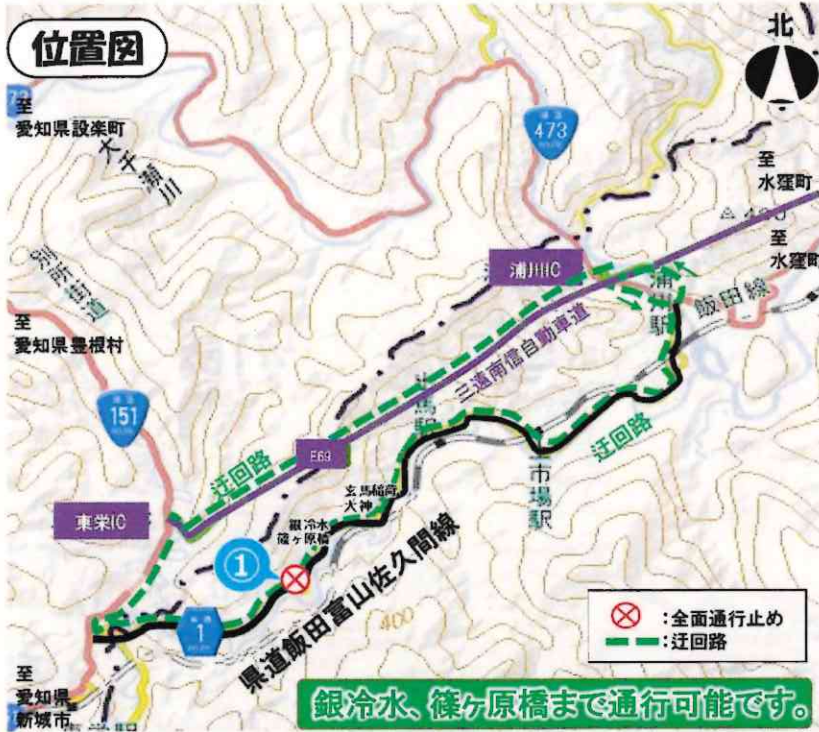 位置図
北
至
愛知県設楽町
大千瀬川
473
至
水窪町
別所街道
浦川IC
至
水窪町
浦川駅
飯田線
至
愛知県豊根村
三遠南信自動車道
151
出馬駅
E69
迂回路
迂回路
玄馬稲荷
大神
東栄IC
銀冷水
篠ヶ原橋
市場駅
①
県道飯田富山佐久間線
400
1
:全面通行止め
:迂回路
至
愛知県
新城市
銀冷水、篠ヶ原橋まで通行可能です。